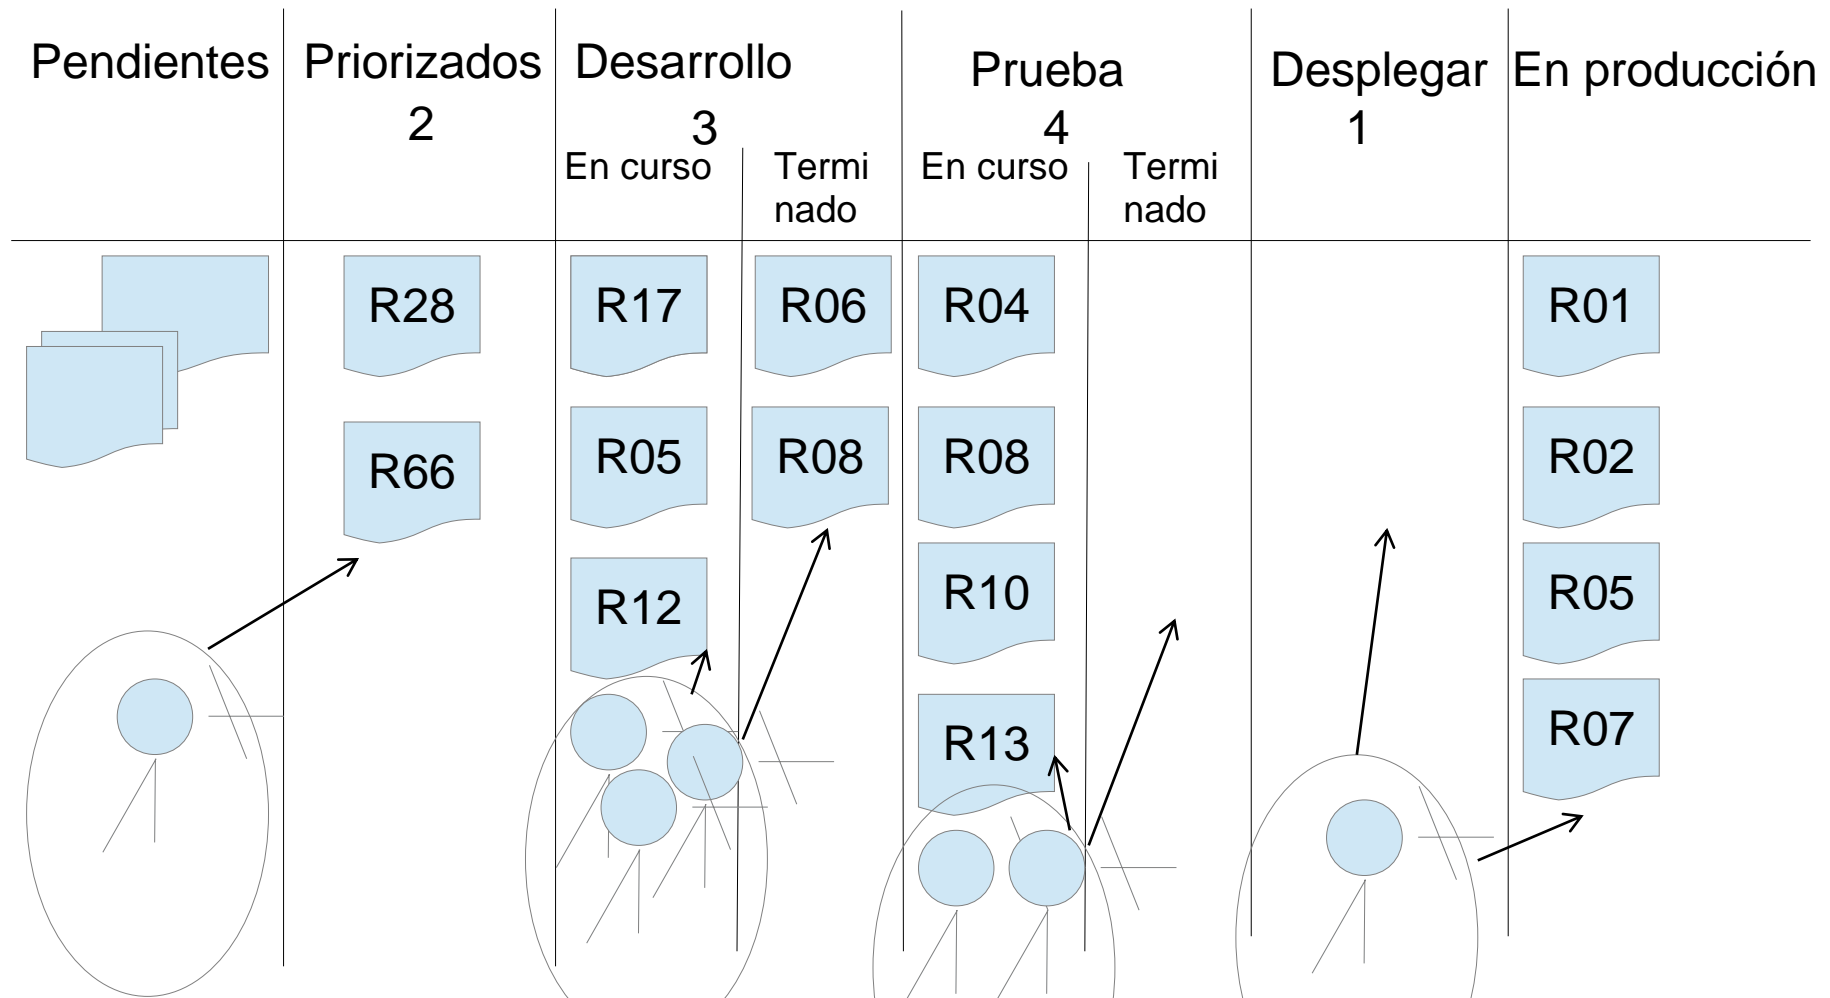 Pendientes
Priorizados
2
Desarrollo
3
En curso
Termi
nado
Prueba
4
En curso
Termi
nado
Desplegar
1
En producción
R28
R17
R06
R04
R01
R66
R05
R08
R08
R02
R12
R10
R05
R13
R07